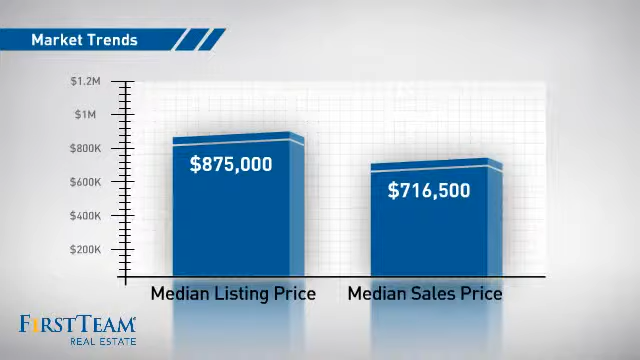 Market Trends
$1.2M
$1M
$800K
$600K
$400K
$200K
$875,000
$716,500
Median Listing Price
Median Sales Price
FIRSTTEAM®
REAL ESTATE